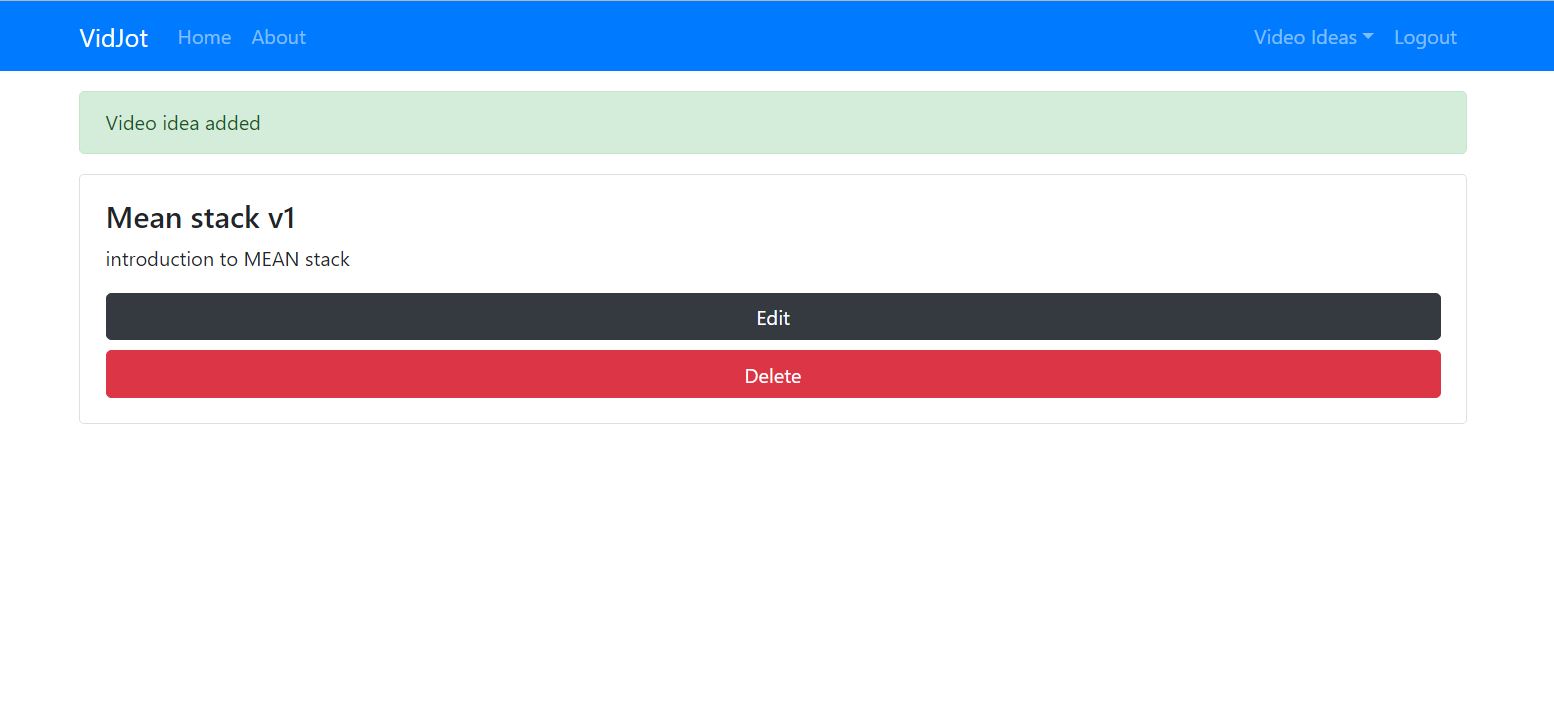 VidJot Home About Video Ideas Logout
Video idea added
Mean stack v1
introduction to MEAN stack
Edit
Delete